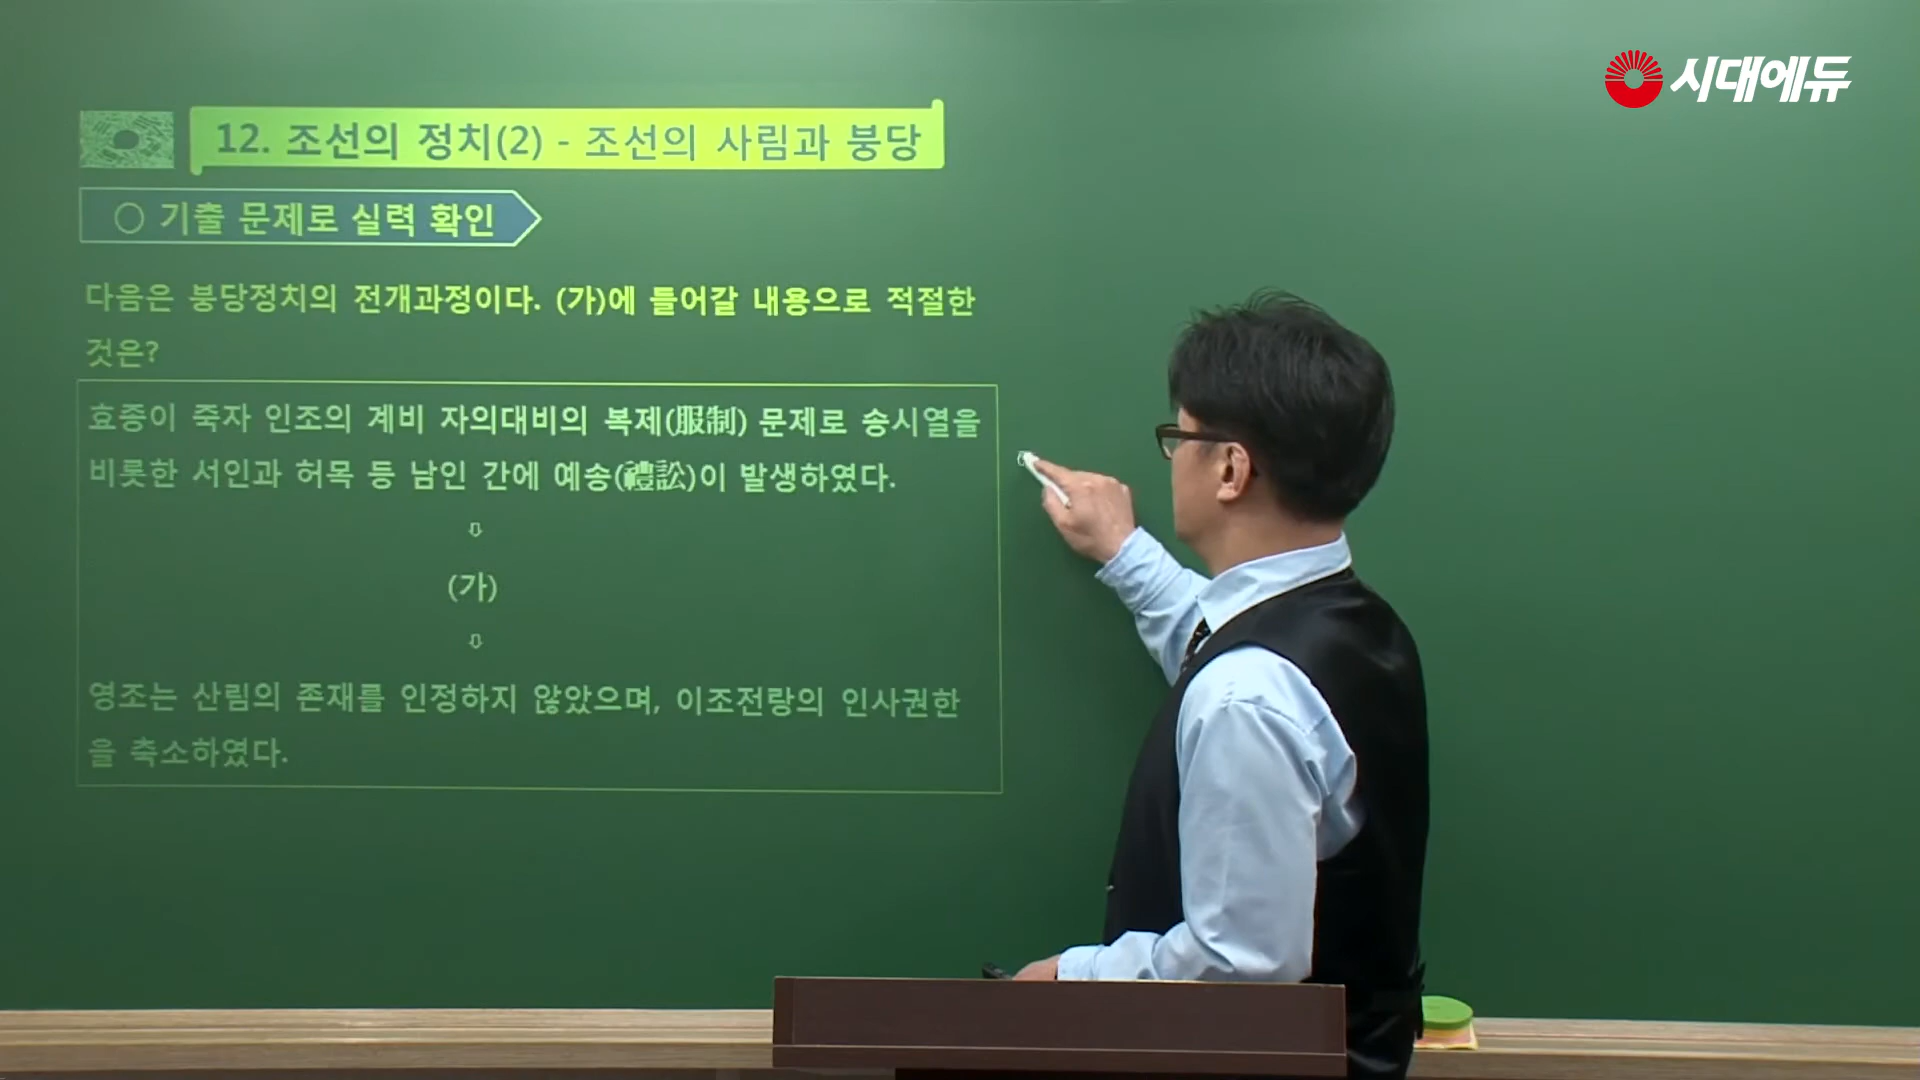 시대에듀
12. 조선의 정치(2) - 조선의 사림과 붕당
○ 기출 문제로 실력 확인
다음은 붕당정치의 전개과정이다. (가)에 들어갈 내용으로 적절한
것은?
효종이 죽자 인조의 계비 자의대비의 복제(服制) 문제로 송시열을
비롯한 서인과 허목 등 남인 간에 예송(禮訟)이 발생하였다.
⇩
(가)
⇩
영조는 산림의 존재를 인정하지 않았으며, 이조전랑의 인사권한
을 축소하였다.